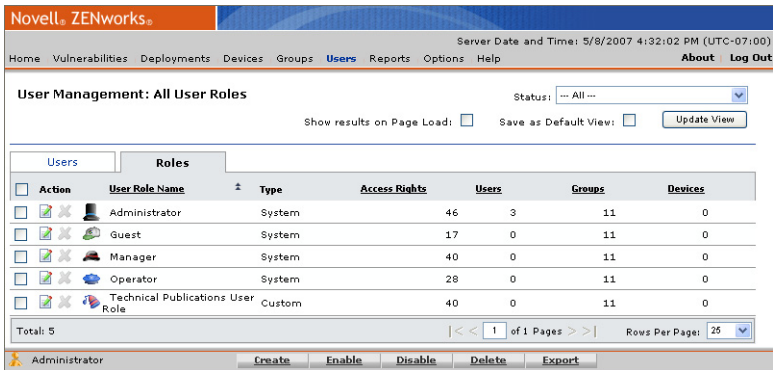 Novell® ZENworks®
Server Date and Time: 5/8/2007 4:32:02 PM (UTC-07:00)
Home Vulnerabilities Deployments Devices Groups Users Reports Options Help About | Log Out
User Management: All User Roles
Status: --- All ---
Show results on Page Load: Save as Default View: Update View
Users Roles
Action User Role Name Type Access Rights Users Groups Devices
Administrator System 46 3 11 0
Guest System 17 0 11 0
Manager System 40 0 11 0
Operator System 28 0 11 0
Technical Publications User Role Custom 40 0 11 0
Total: 5 |< < 1 of 1 Pages > >| Rows Per Page: 25
Administrator Create Enable Disable Delete Export